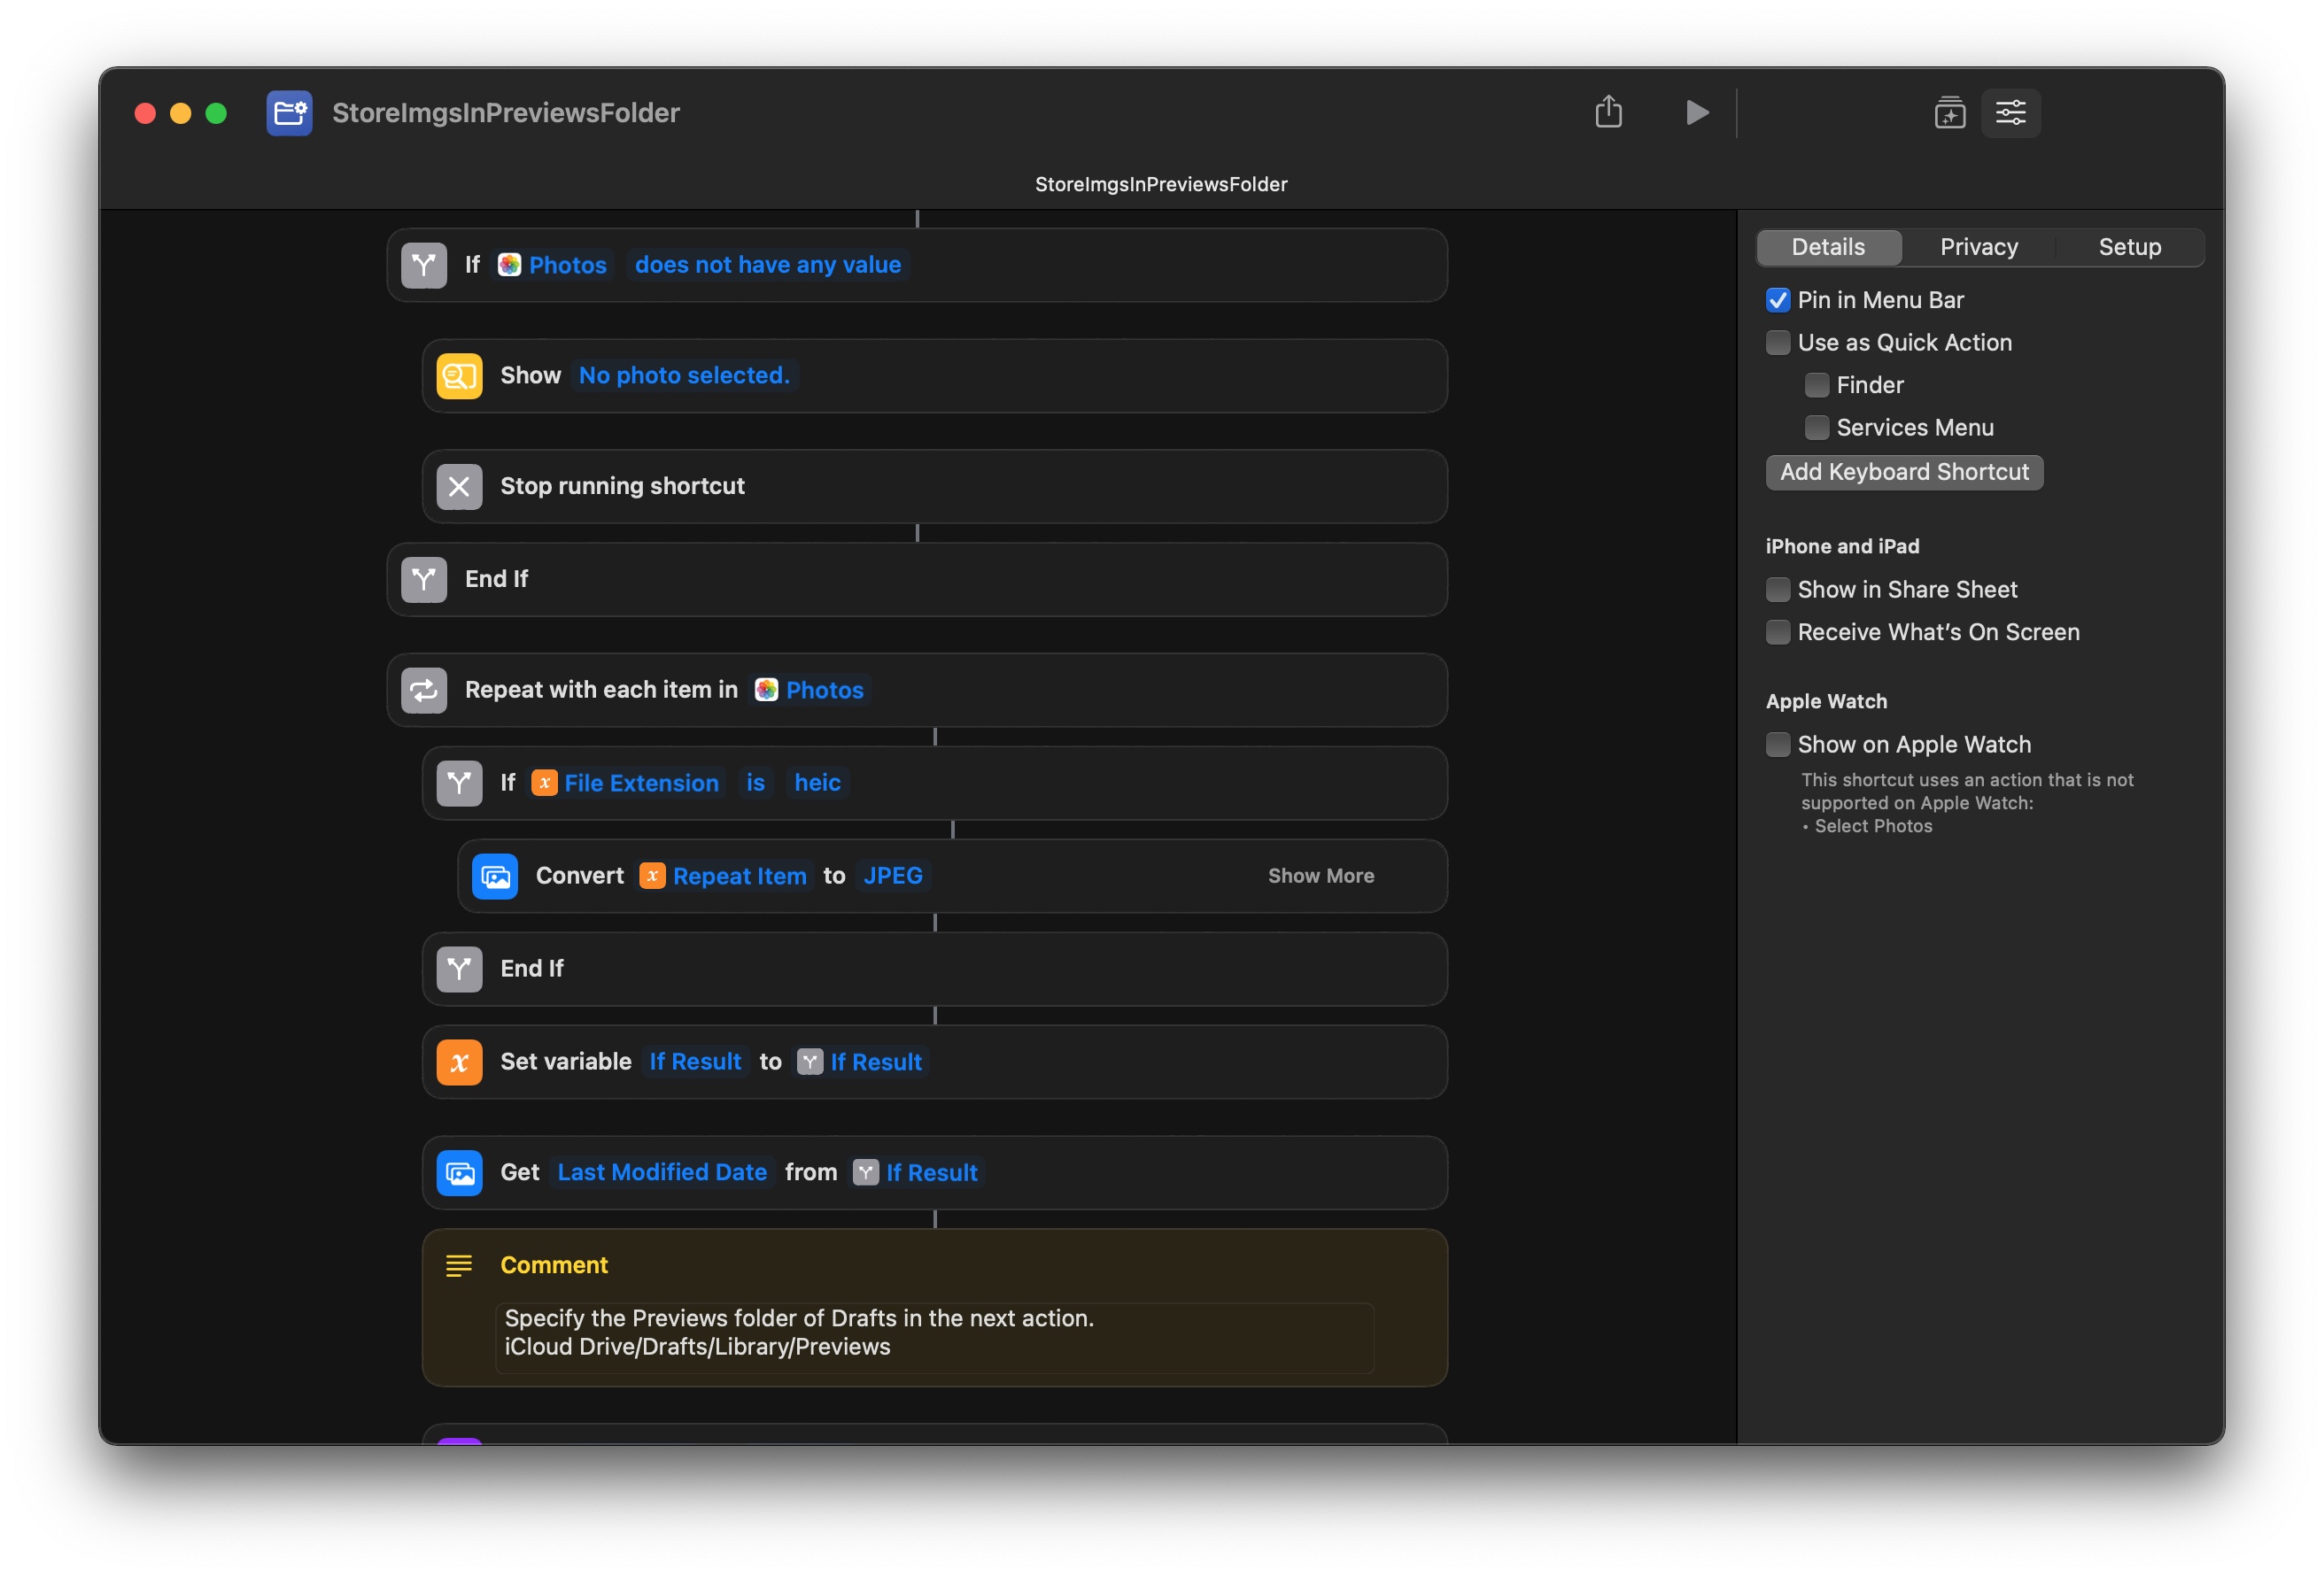 StoreImgsInPreviewsFolder
StoreImgsInPreviewsFolder
If Photos does not have any value
Show No photo selected.
Stop running shortcut
End If
Repeat with each item in Photos
If x File Extension is heic
Convert x Repeat Item to JPEG Show More
End If
x Set variable If Result to If Result
Get Last Modified Date from If Result
Comment
Specify the Previews folder of Drafts in the next action.
iCloud Drive/Drafts/Library/Previews
Details Privacy Setup
Pin in Menu Bar
Use as Quick Action
Finder
Services Menu
Add Keyboard Shortcut
iPhone and iPad
Show in Share Sheet
Receive What’s On Screen
Apple Watch
Show on Apple Watch
This shortcut uses an action that is not
supported on Apple Watch:
• Select Photos